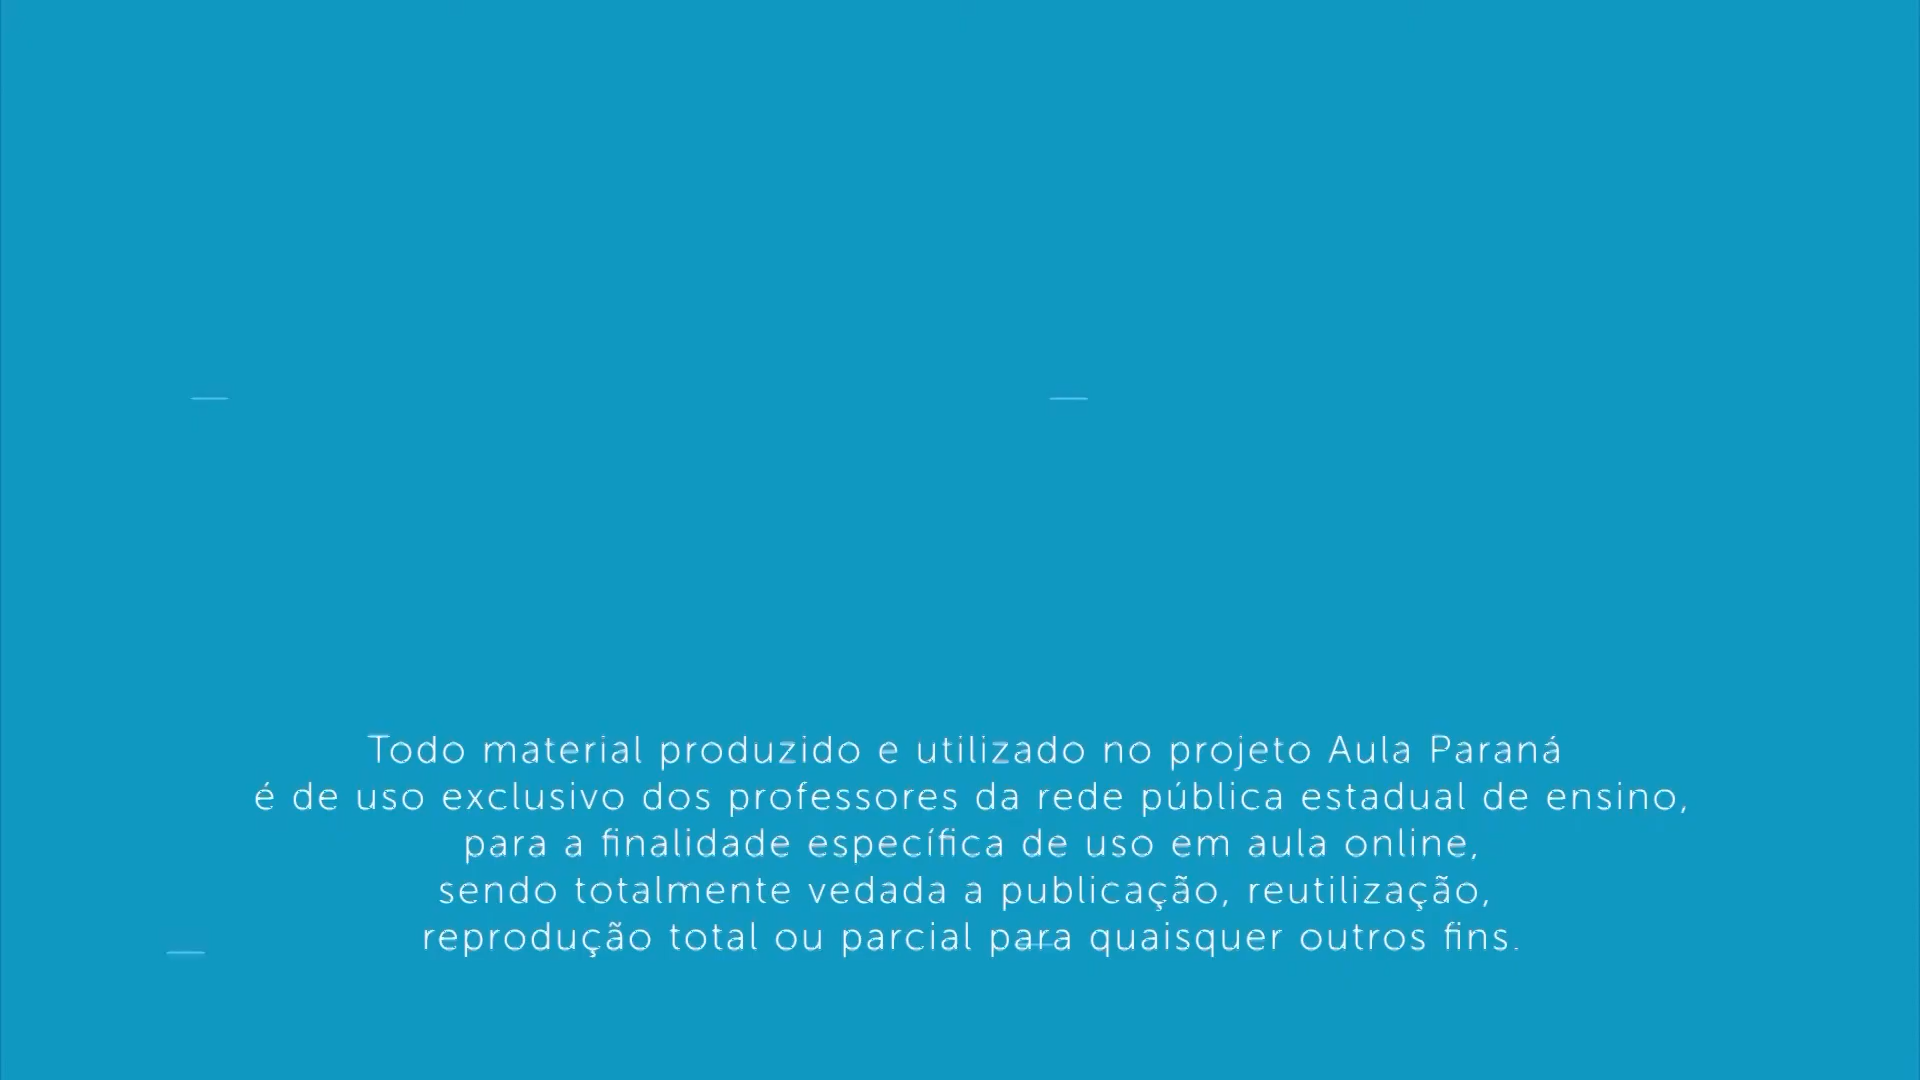 Todo material produzido e utilizado no projeto Aula Paraná
é de uso exclusivo dos professores da rede pública estadual de ensino,
para a finalidade específica de uso em aula online,
sendo totalmente vedada a publicação, reutilização,
reprodução total ou parcial para quaisquer outros fins.